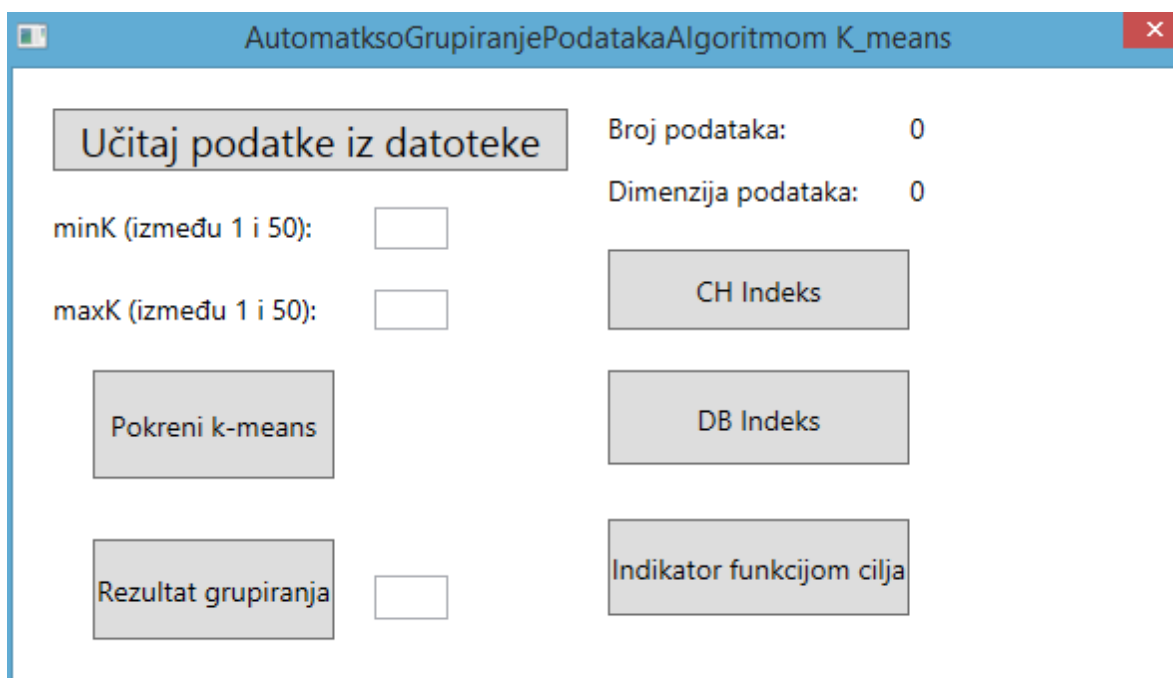 AutomatksoGrupiranjePodatakaAlgoritmom K_means
Učitaj podatke iz datoteke
Broj podataka: 0
Dimenzija podataka: 0
minK (između 1 i 50):
maxK (između 1 i 50):
CH Indeks
Pokreni k-means
DB Indeks
Rezultat grupiranja
Indikator funkcijom cilja